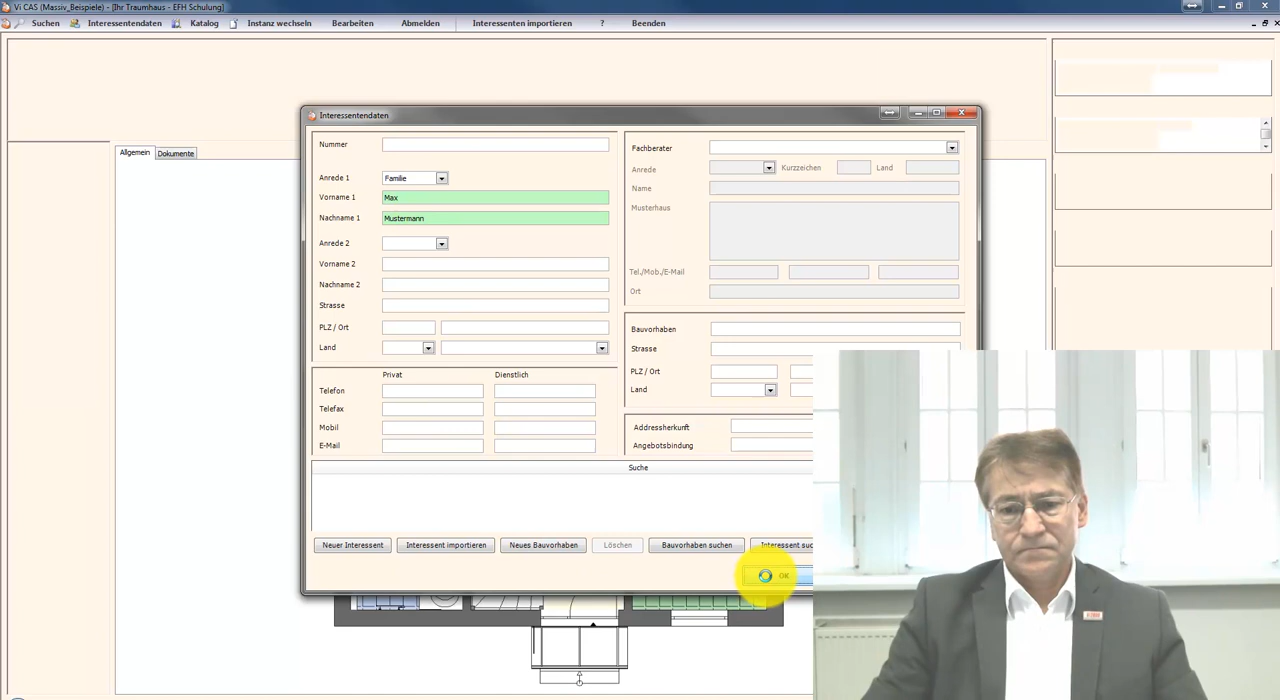 Vi CAS (Massiv_Beispiele) - [Ihr Traumhaus - EFH Schulung]
Suchen Interessentendaten Katalog Instanz wechseln Bearbeiten Abmelden Interessenten importieren ? Beenden
Allgemein Dokumente
Interessentendaten
Nummer
Anrede 1 Familie
Vorname 1 Max
Nachname 1 Mustermann
Anrede 2
Vorname 2
Nachname 2
Strasse
PLZ / Ort
Land
Privat Dienstlich
Telefon
Telefax
Mobil
E-Mail
Fachberater
Anrede Kurzzeichen Land
Name
Musterhaus
Tel./Mob./E-Mail
Ort
Bauvorhaben
Strasse
PLZ / Ort
Land
Addressherkunft
Angebotsbindung
Suche
Neuer Interessent Interessent importieren Neues Bauvorhaben Löschen Bauvorhaben suchen Interessent suc
OK